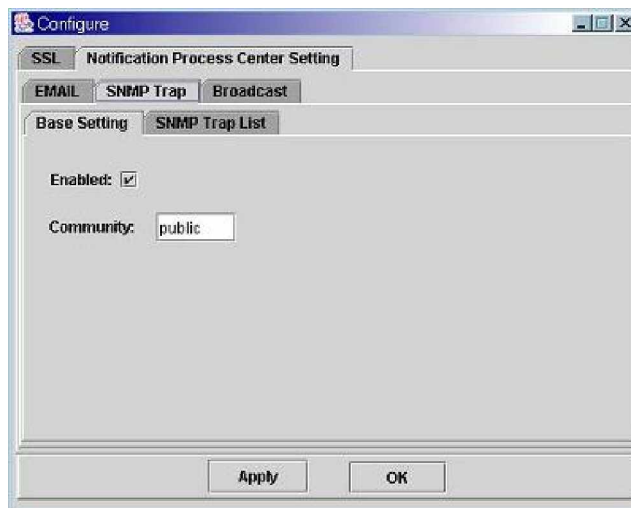 Configure
SSL Notification Process Center Setting
EMAIL SNMP Trap Broadcast
Base Setting SNMP Trap List
Enabled:
Community: public
Apply OK